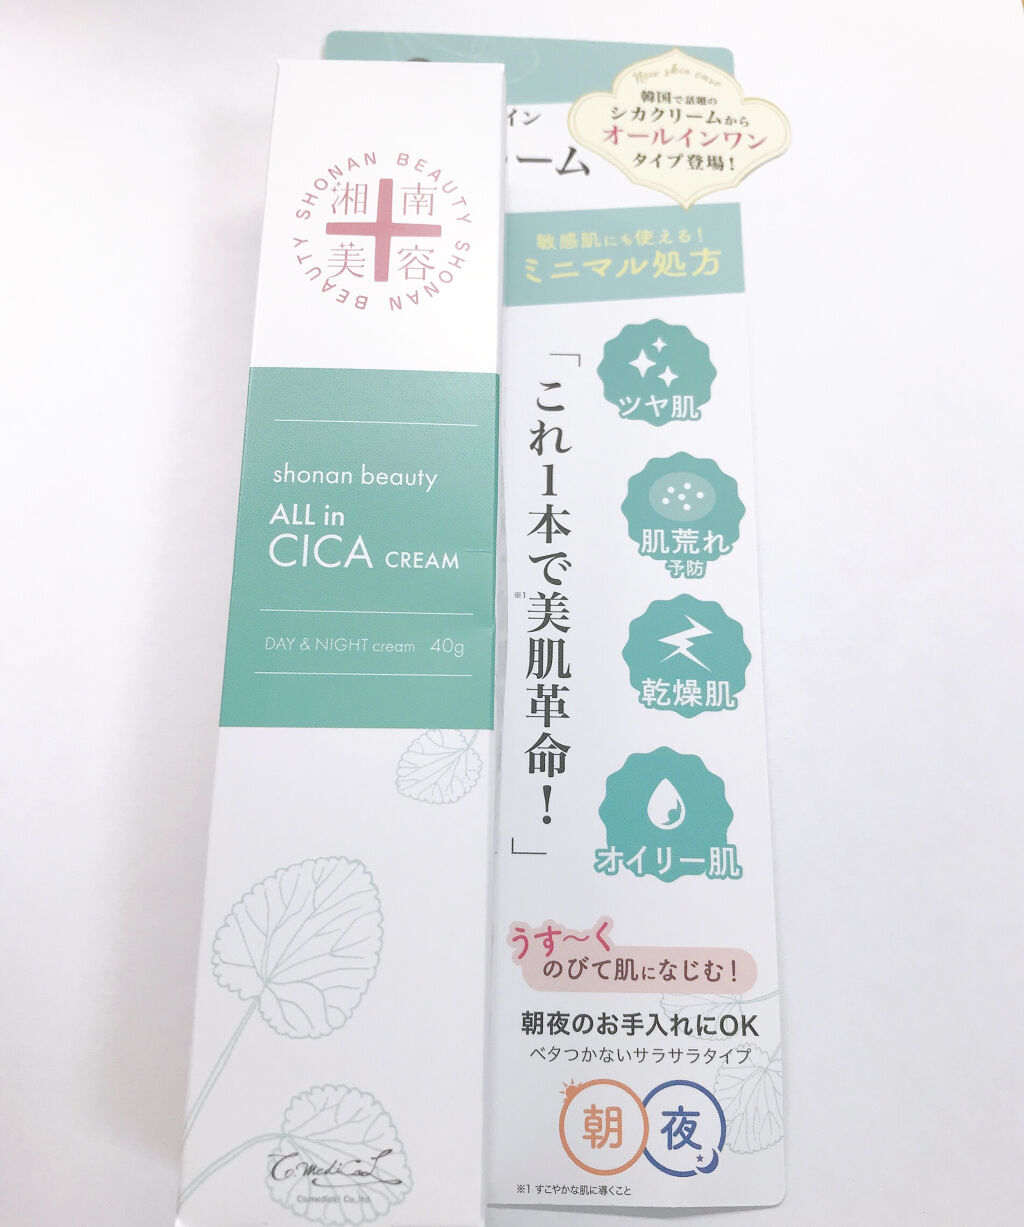 SHONAN BEAUTY SHONAN BEAUTY
湘南
美容
shonan beauty
ALL in
CICA CREAM
DAY & NIGHT cream 40g
Co.medical
Co.medical Co.,ltd.
New skin care
韓国で話題の
シカクリームから
オールインワン
タイプ登場!
イン
ーム
敏感肌にも使える!
ミニマル処方
「これ1本で※1美肌革命!」
ツヤ肌
肌荒れ
予防
乾燥肌
オイリー肌
うす〜く
のびて肌になじむ!
朝夜のお手入れにOK
ベタつかないサラサラタイプ
朝 夜
※1 すこやかな肌に導くこと